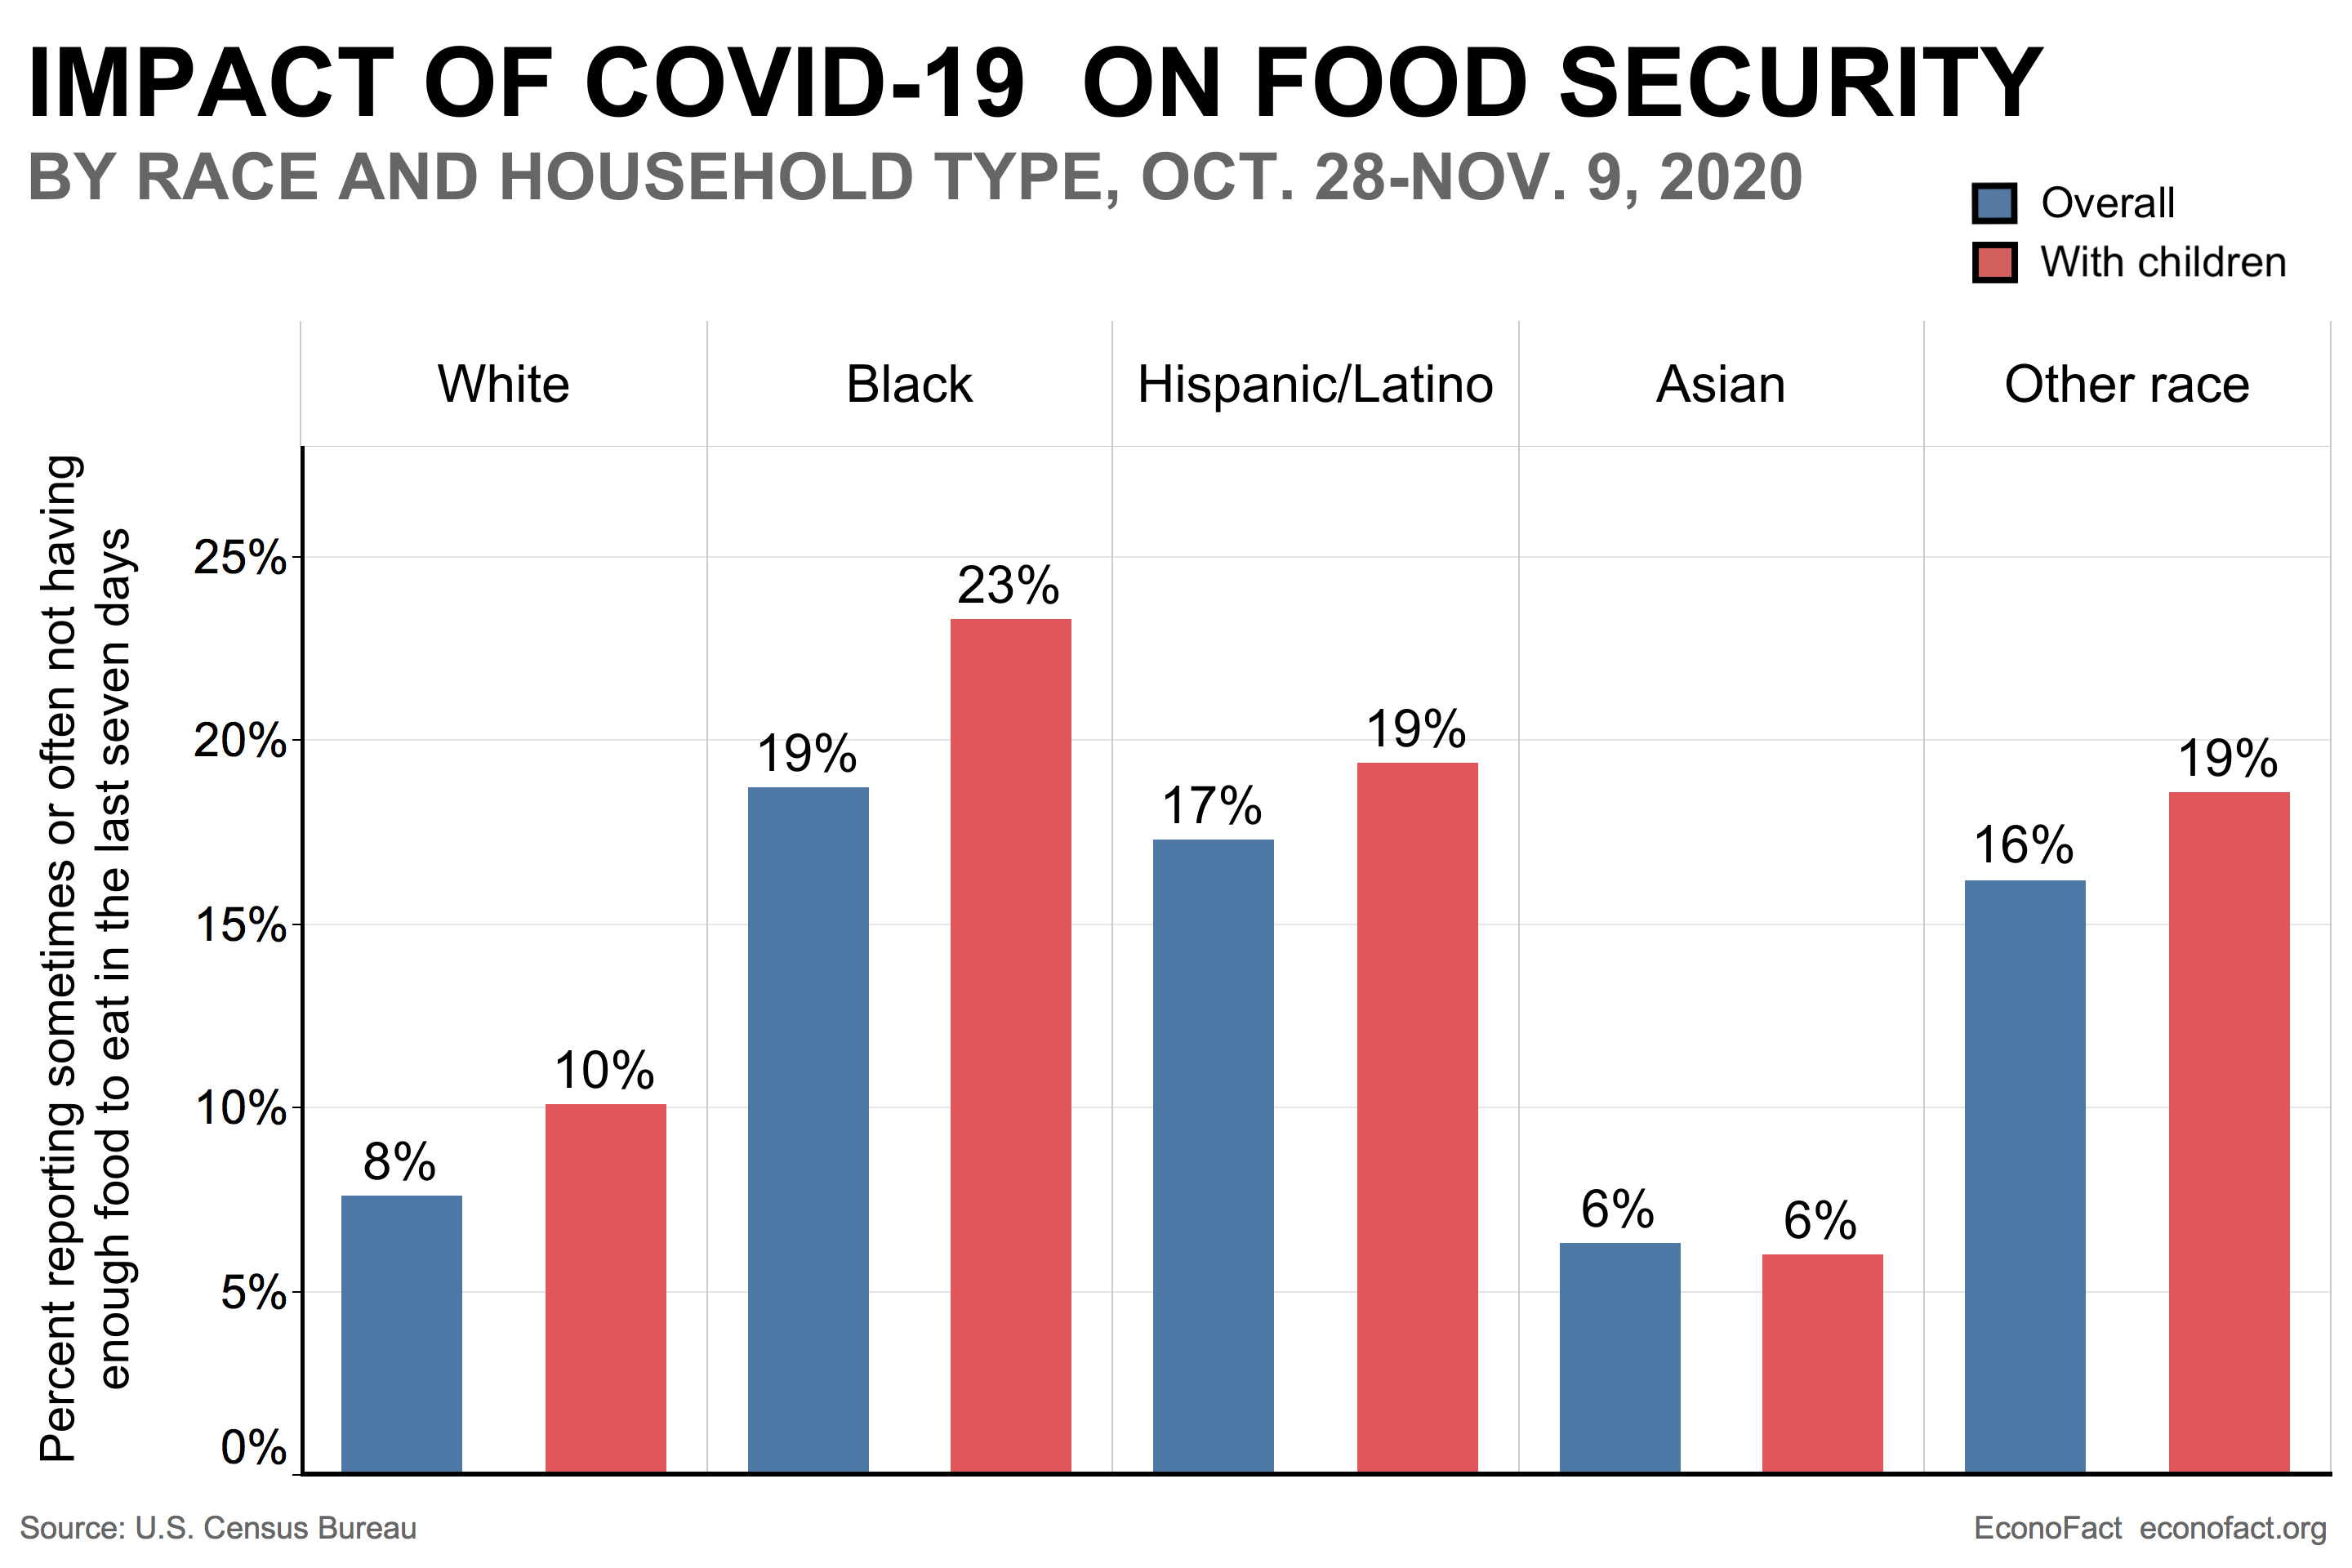 IMPACT OF COVID-19 ON FOOD SECURITY
BY RACE AND HOUSEHOLD TYPE, OCT. 28-NOV. 9, 2020
Overall
With children
White
Black
Hispanic/Latino
Asian
Other race
Percent reporting sometimes or often not having
enough food to eat in the last seven days
25%
20%
15%
10%
5%
0%
8%
10%
19%
23%
17%
19%
6%
6%
16%
19%
Source: U.S. Census Bureau
EconoFact econofact.org